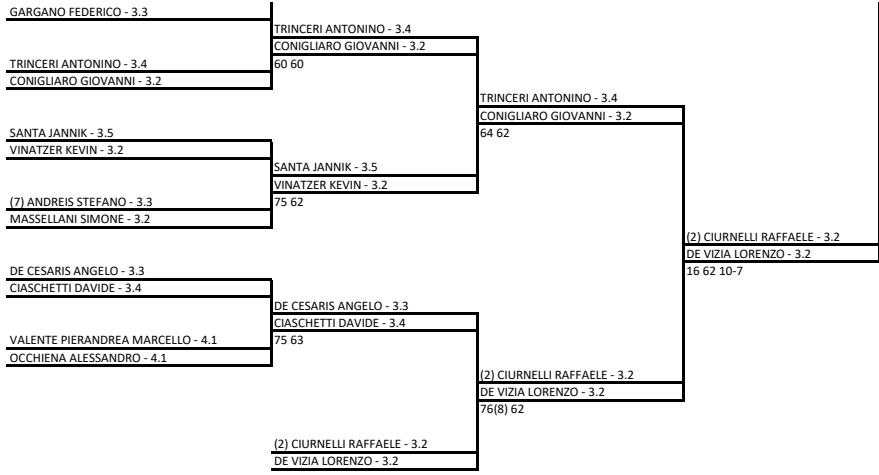 GARGANO FEDERICO - 3.3
TRINCERI ANTONINO - 3.4
CONIGLIARO GIOVANNI - 3.2
60 60
TRINCERI ANTONINO - 3.4
CONIGLIARO GIOVANNI - 3.2
TRINCERI ANTONINO - 3.4
CONIGLIARO GIOVANNI - 3.2
64 62
SANTA JANNIK - 3.5
VINATZER KEVIN - 3.2
SANTA JANNIK - 3.5
VINATZER KEVIN - 3.2
75 62
(7) ANDREIS STEFANO - 3.3
MASSELLANI SIMONE - 3.2
(2) CIURNELLI RAFFAELE - 3.2
DE VIZIA LORENZO - 3.2
16 62 10-7
DE CESARIS ANGELO - 3.3
CIASCHETTI DAVIDE - 3.4
DE CESARIS ANGELO - 3.3
CIASCHETTI DAVIDE - 3.4
75 63
VALENTE PIERANDREA MARCELLO - 4.1
OCCHIENA ALESSANDRO - 4.1
(2) CIURNELLI RAFFAELE - 3.2
DE VIZIA LORENZO - 3.2
76(8) 62
(2) CIURNELLI RAFFAELE - 3.2
DE VIZIA LORENZO - 3.2